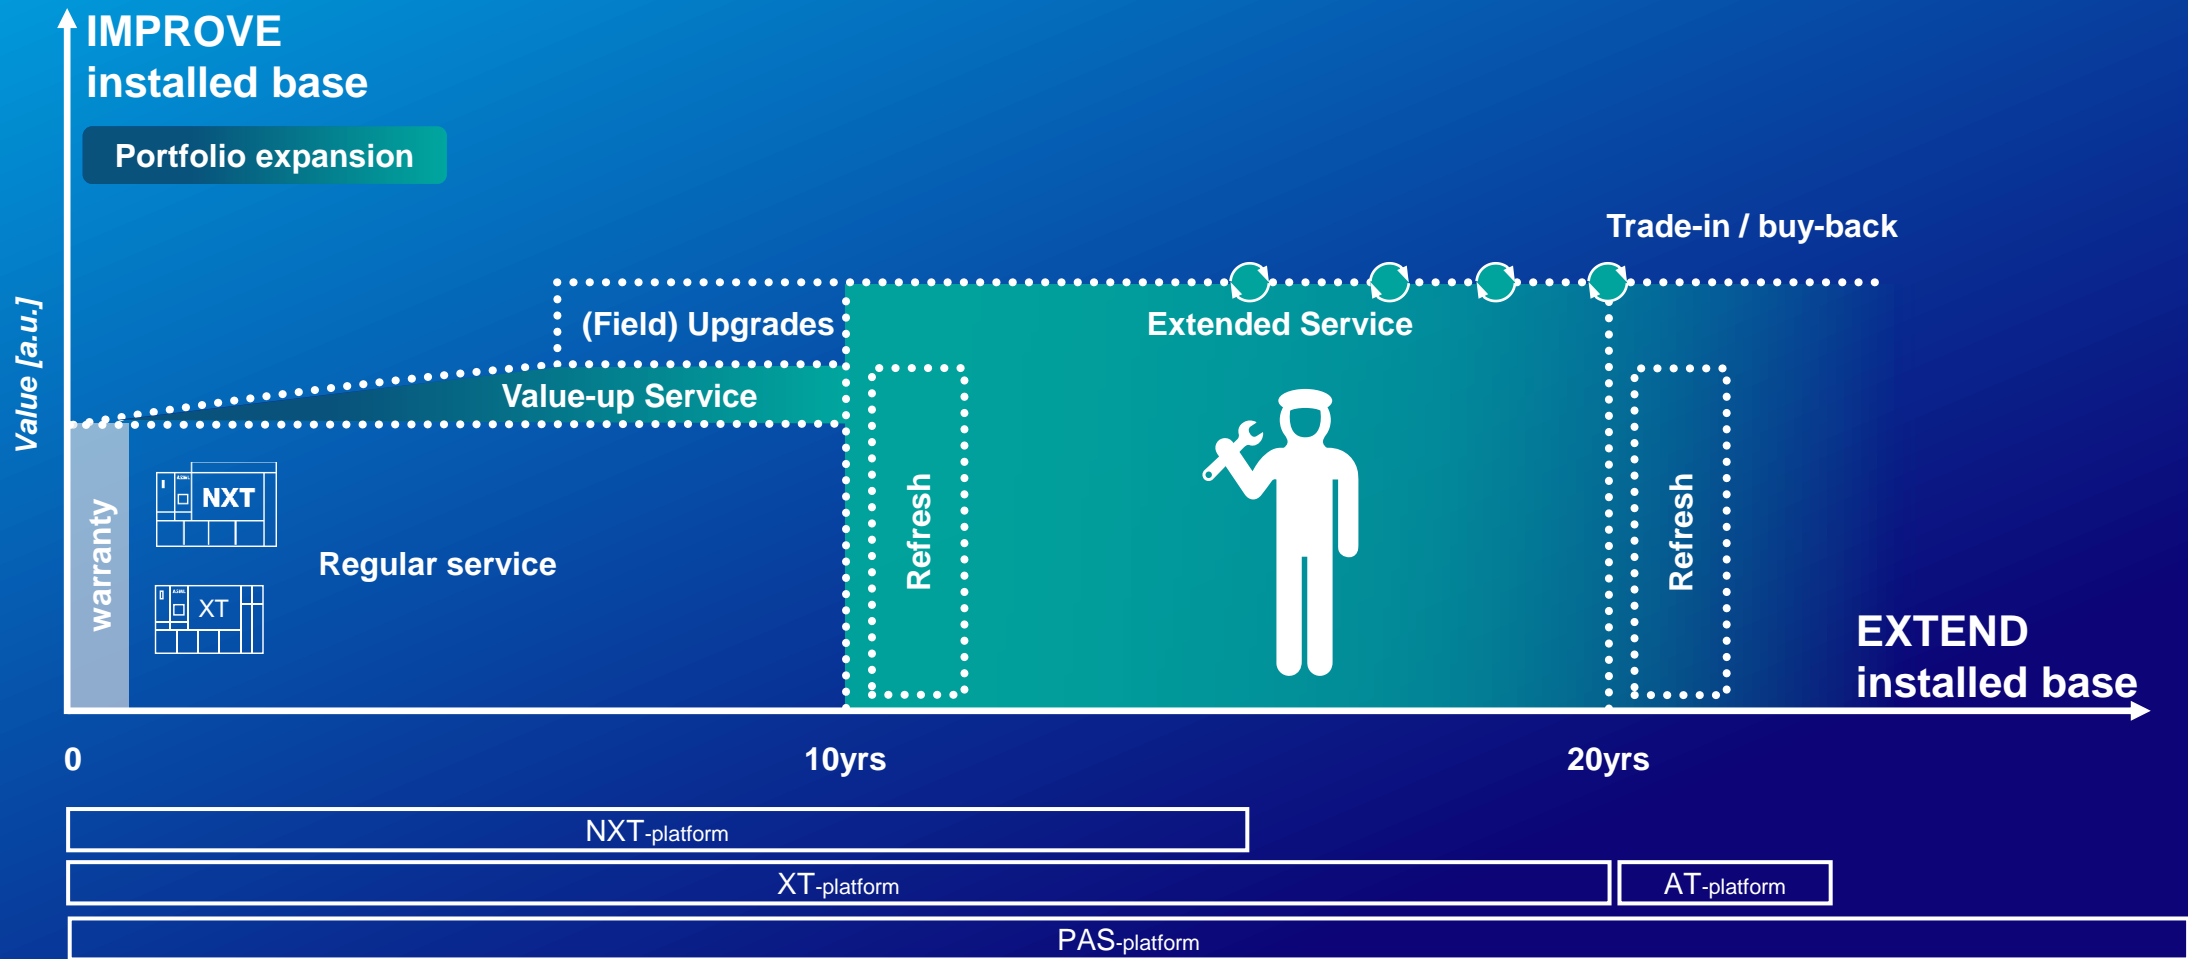 IMPROVE
installed base
Portfolio expansion
Value [a.u.]
Trade-in / buy-back
(Field) Upgrades
Extended Service
Value-up Service
warranty
ASML
NXT
Regular service
ASML
XT
Refresh
Refresh
EXTEND
installed base
0
10yrs
20yrs
NXT-platform
XT-platform
AT-platform
PAS-platform